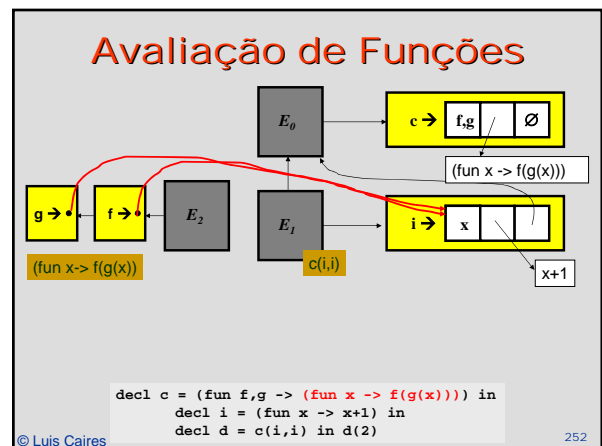 Avaliação de Funções
E0
c → f,g Ø
(fun x -> f(g(x)))
g → f → E2
E1
i → x
(fun x-> f(g(x))
c(i,i)
x+1
decl c = (fun f,g -> (fun x -> f(g(x)))) in
decl i = (fun x -> x+1) in
decl d = c(i,i) in d(2)
© Luis Caires
252